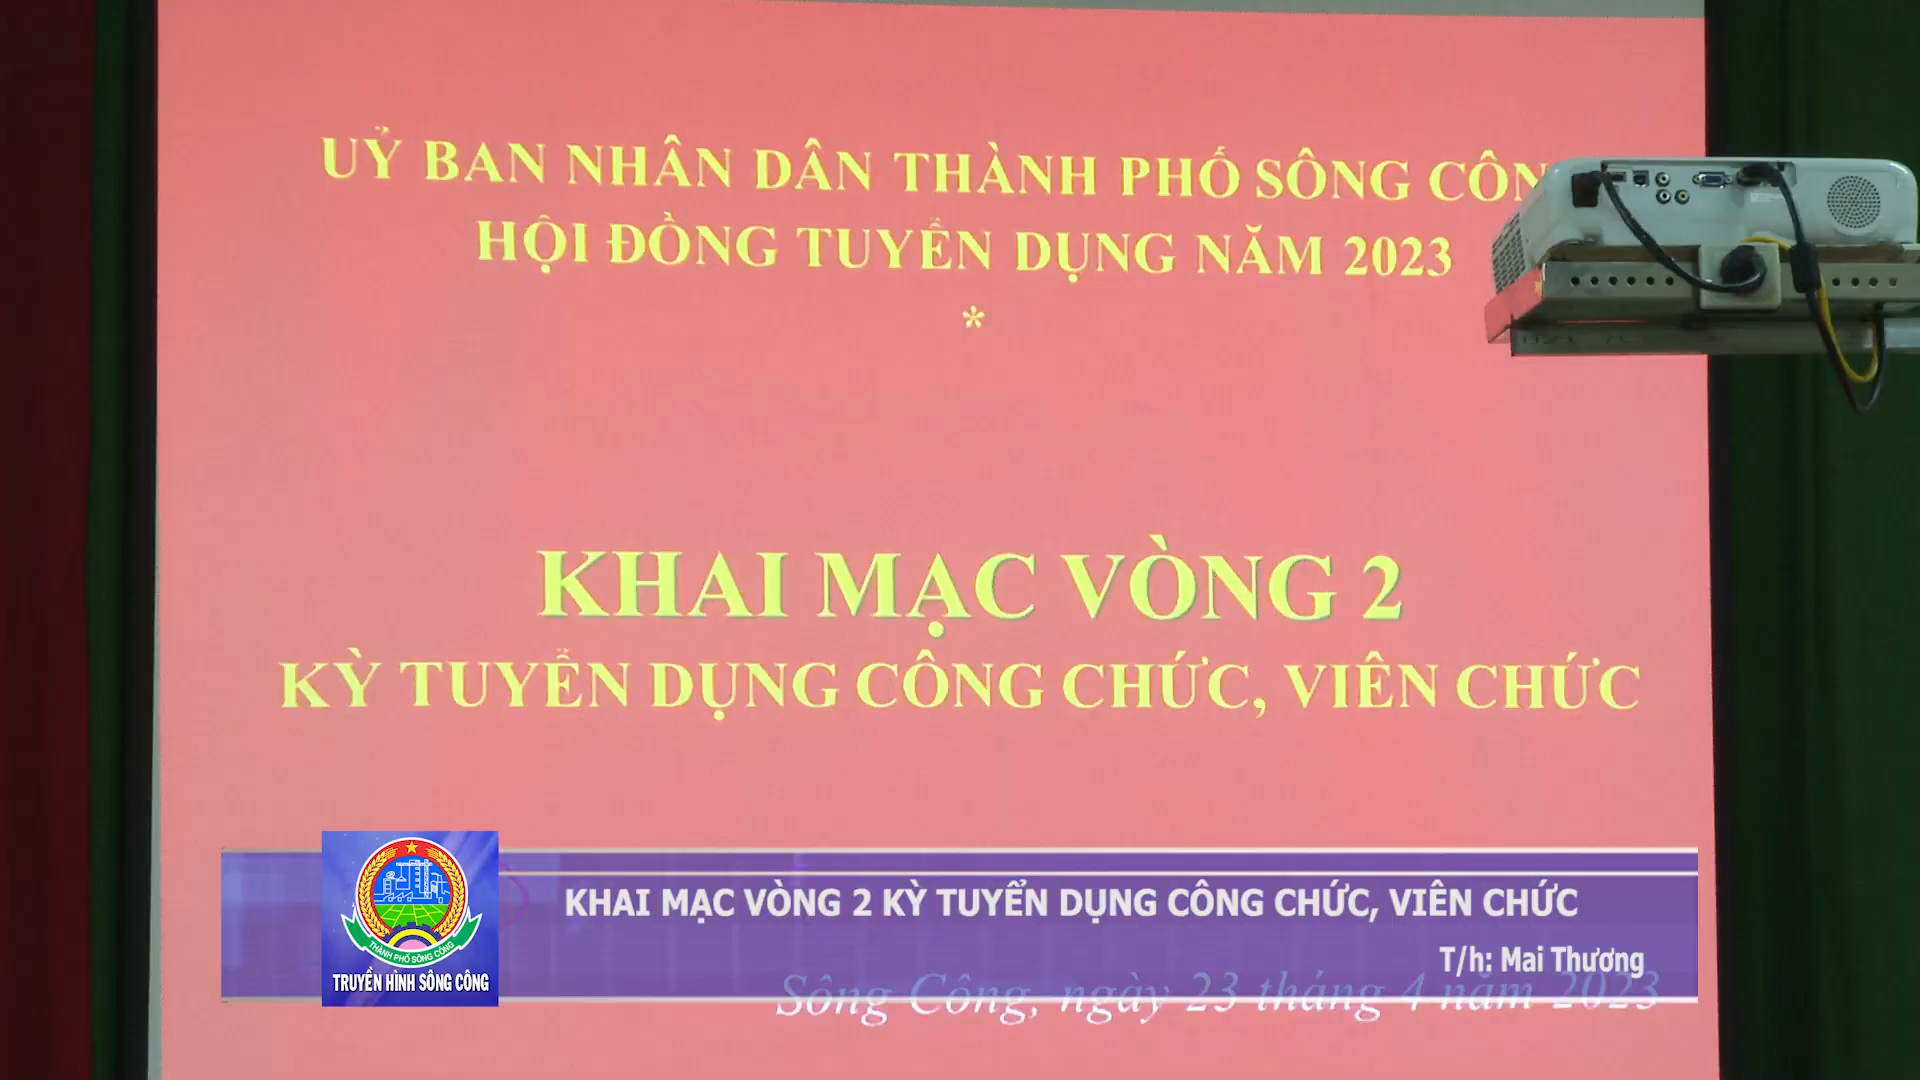 UỶ BAN NHÂN DÂN THÀNH PHỐ SÔNG CÔN
HỘI ĐỒNG TUYỂN DỤNG NĂM 2023
*
KHAI MẠC VÒNG 2
KỲ TUYỂN DỤNG CÔNG CHỨC, VIÊN CHỨC
KHAI MẠC VÒNG 2 KỲ TUYỂN DỤNG CÔNG CHỨC, VIÊN CHỨC
T/h: Mai Thương
THÀNH PHỐ SÔNG CÔNG
TRUYỀN HÌNH SÔNG CÔNG
Sông Công, ngày 23 tháng 4 năm 2023